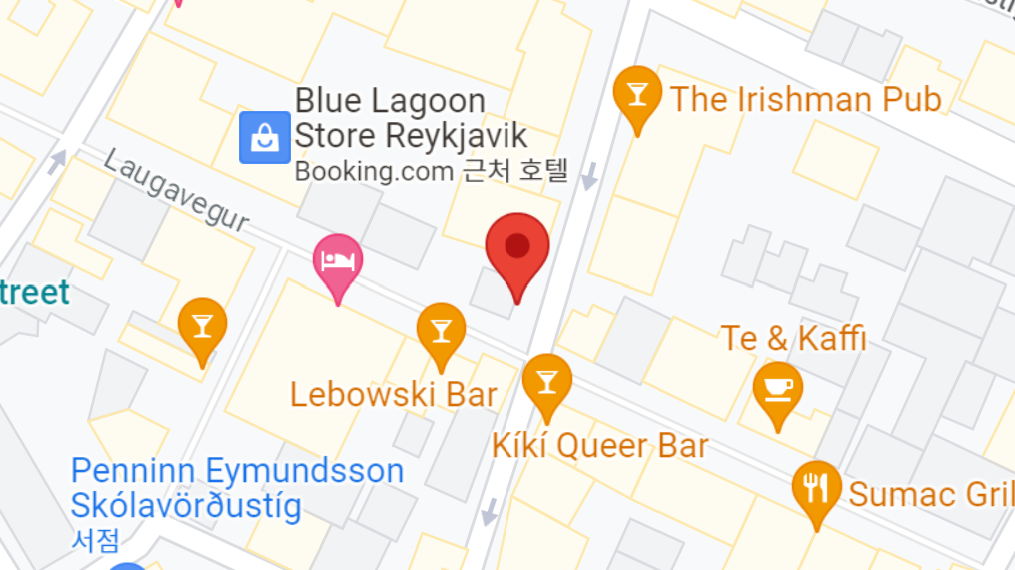 Blue Lagoon
Store Reykjavik
Booking.com 근처 호텔
The Irishman Pub
Laugavegur
treet
Te & Kaffi
Lebowski Bar
Kíkí Queer Bar
Penninn Eymundsson
Skólavörðustíg
서점
Sumac Gril